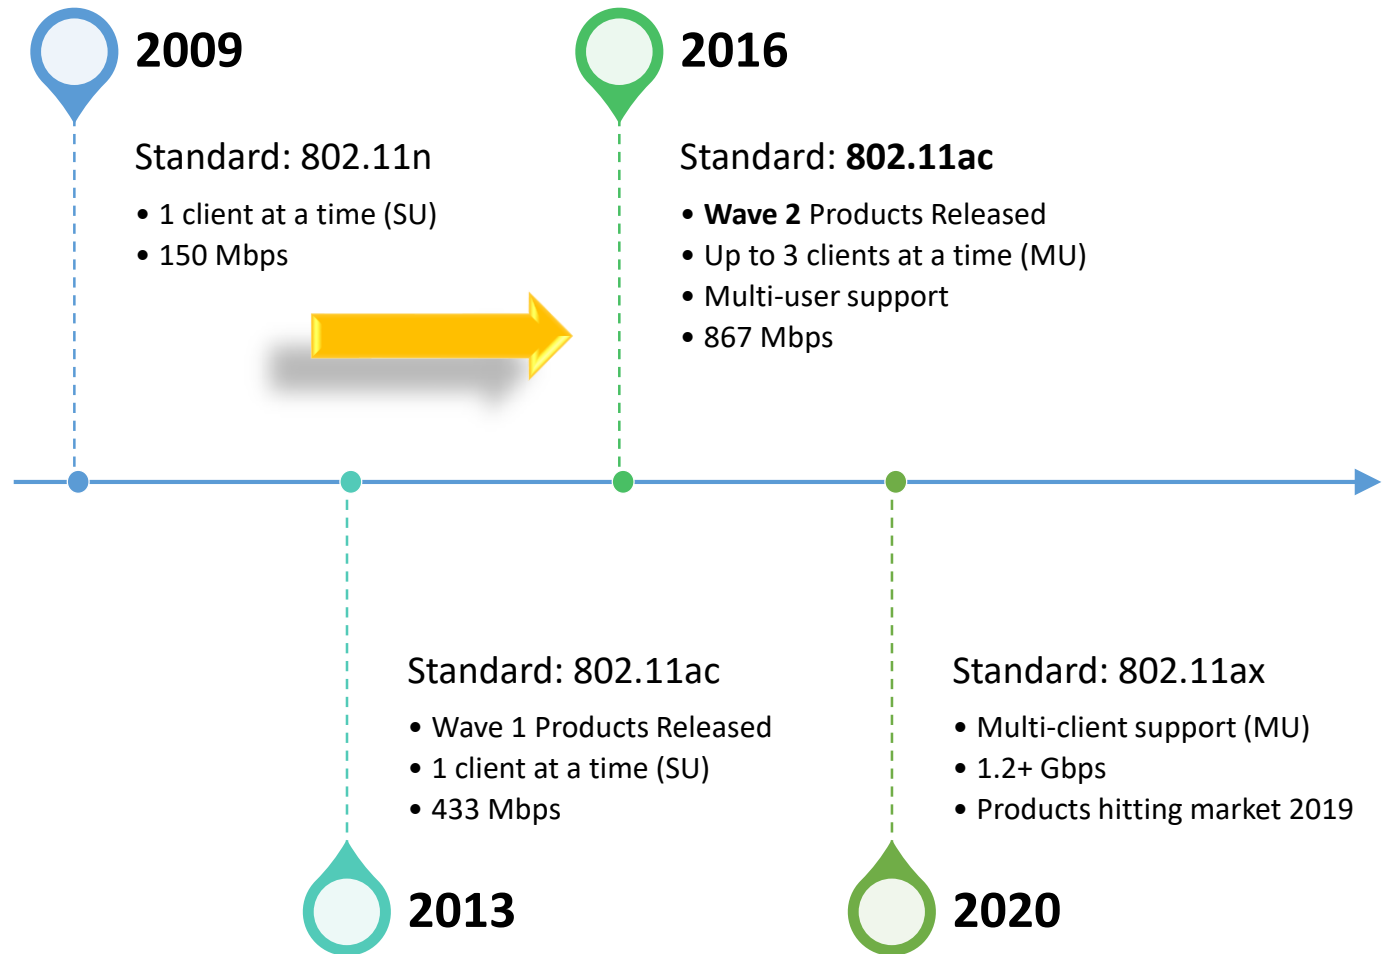 2009
Standard: 802.11n
• 1 client at a time (SU)
• 150 Mbps
2016
Standard: 802.11ac
• Wave 2 Products Released
• Up to 3 clients at a time (MU)
• Multi-user support
• 867 Mbps
Standard: 802.11ac
• Wave 1 Products Released
• 1 client at a time (SU)
• 433 Mbps
2013
Standard: 802.11ax
• Multi-client support (MU)
• 1.2+ Gbps
• Products hitting market 2019
2020